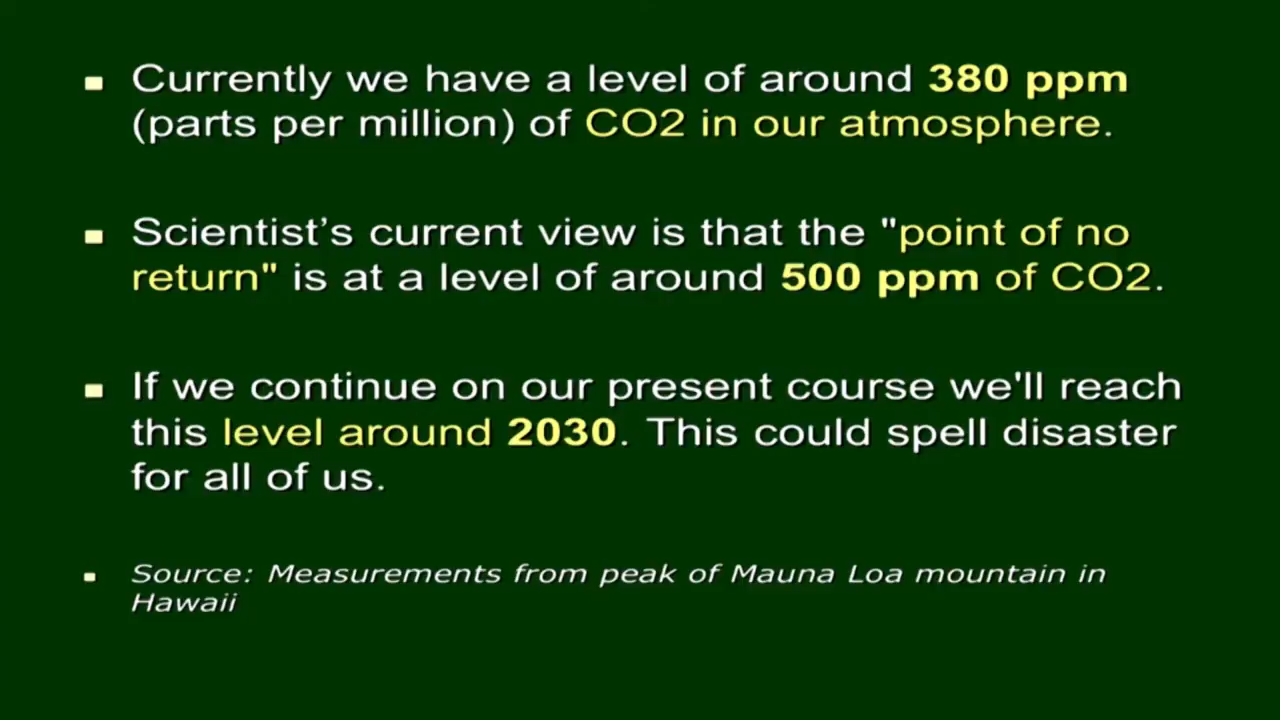 Currently we have a level of around 380 ppm
(parts per million) of CO2 in our atmosphere.
Scientist’s current view is that the "point of no
return" is at a level of around 500 ppm of CO2.
If we continue on our present course we'll reach
this level around 2030. This could spell disaster
for all of us.
Source: Measurements from peak of Mauna Loa mountain in
Hawaii